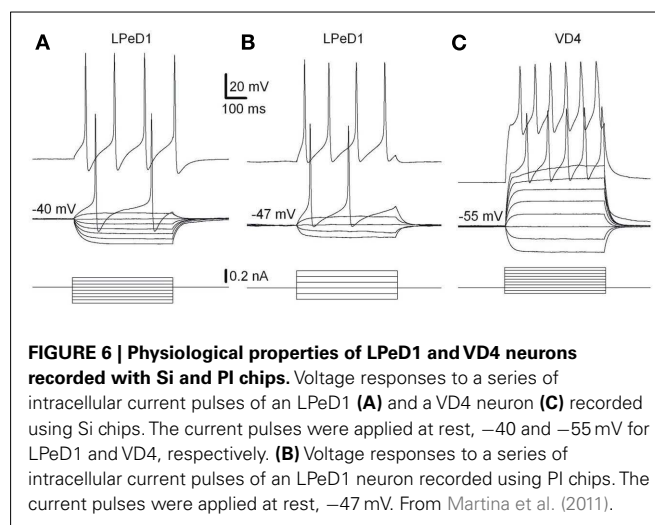 A
LPeD1
B
LPeD1
C
VD4
20 mV
100 ms
-40 mV
-47 mV
-55 mV
0.2 nA
FIGURE 6 | Physiological properties of LPeD1 and VD4 neurons
recorded with Si and PI chips. Voltage responses to a series of
intracellular current pulses of an LPeD1 (A) and a VD4 neuron (C) recorded
using Si chips. The current pulses were applied at rest, −40 and −55 mV for
LPeD1 and VD4, respectively. (B) Voltage responses to a series of
intracellular current pulses of an LPeD1 neuron recorded using PI chips. The
current pulses were applied at rest, −47 mV. From Martina et al. (2011).